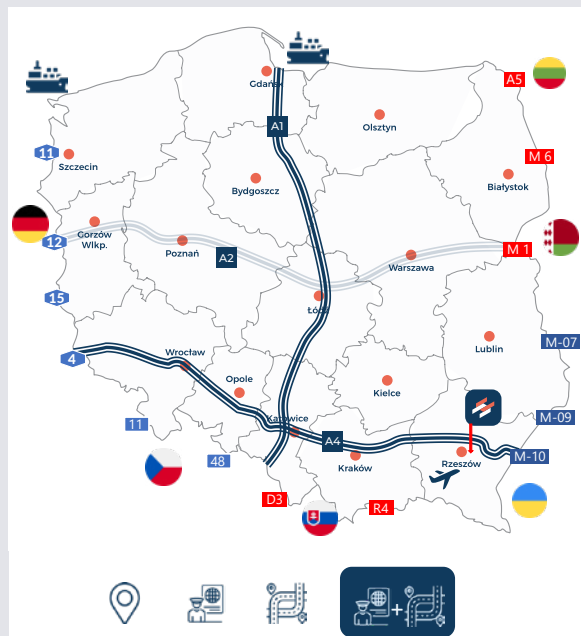 Gdańsk
A5
A1
Olsztyn
11
Szczecin
M 6
Białystok
Bydgoszcz
12
Gorzów
Wlkp.
Poznań
A2
Warszawa
M 1
15
Łódź
M-07
Lublin
4
Wrocław
Opole
Kielce
11
Katowice
A4
M-09
48
Kraków
Rzeszów
M-10
D3
R4
+